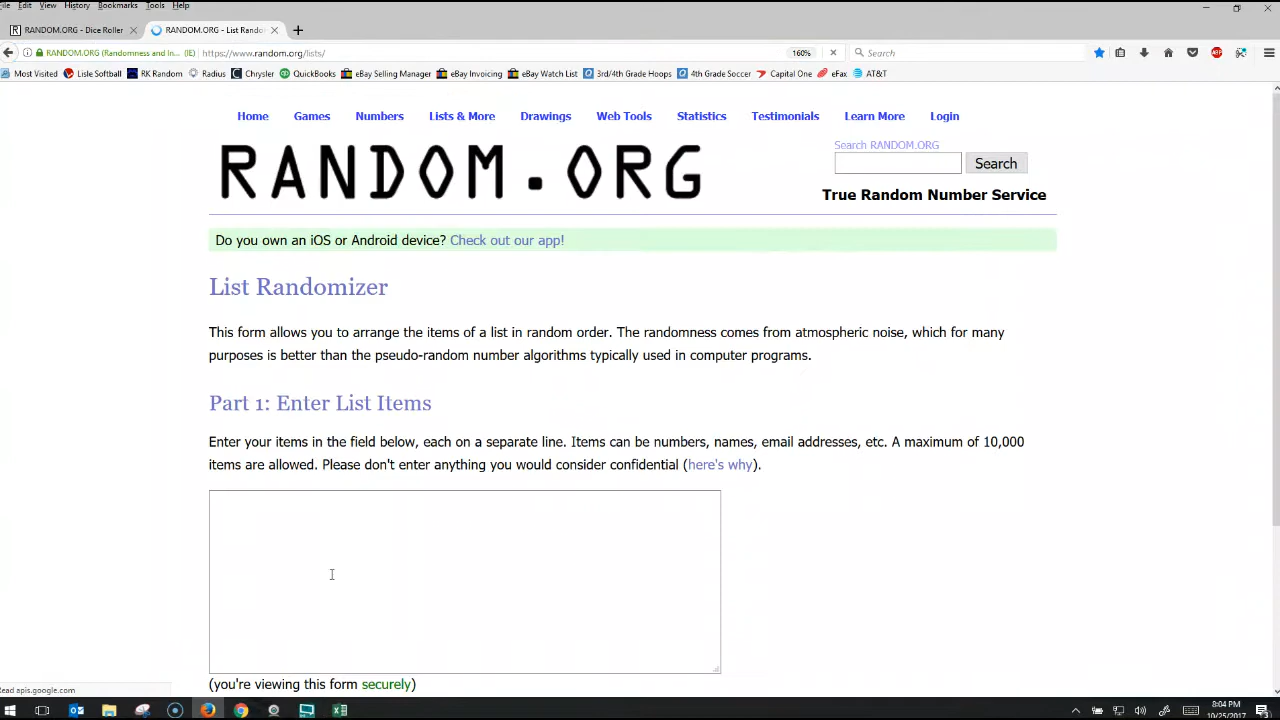 File Edit View History Bookmarks Tools Help
RANDOM.ORG - Dice Roller
RANDOM.ORG - List Rando
RANDOM.ORG (Randomness and In... (IE) https://www.random.org/lists/ 160% Search
Most Visited Lisle Softball RK Random Radius Chrysler QuickBooks eBay Selling Manager eBay Invoicing eBay Watch List 3rd/4th Grade Hoops 4th Grade Soccer Capital One eFax AT&T
Home Games Numbers Lists & More Drawings Web Tools Statistics Testimonials Learn More Login
RANDOM.ORG
Search RANDOM.ORG
Search
True Random Number Service
Do you own an iOS or Android device? Check out our app!
List Randomizer
This form allows you to arrange the items of a list in random order. The randomness comes from atmospheric noise, which for many
purposes is better than the pseudo-random number algorithms typically used in computer programs.
Part 1: Enter List Items
Enter your items in the field below, each on a separate line. Items can be numbers, names, email addresses, etc. A maximum of 10,000
items are allowed. Please don't enter anything you would consider confidential (here's why).
(you're viewing this form securely)
Read apis.google.com
8:04 PM
10/25/2017